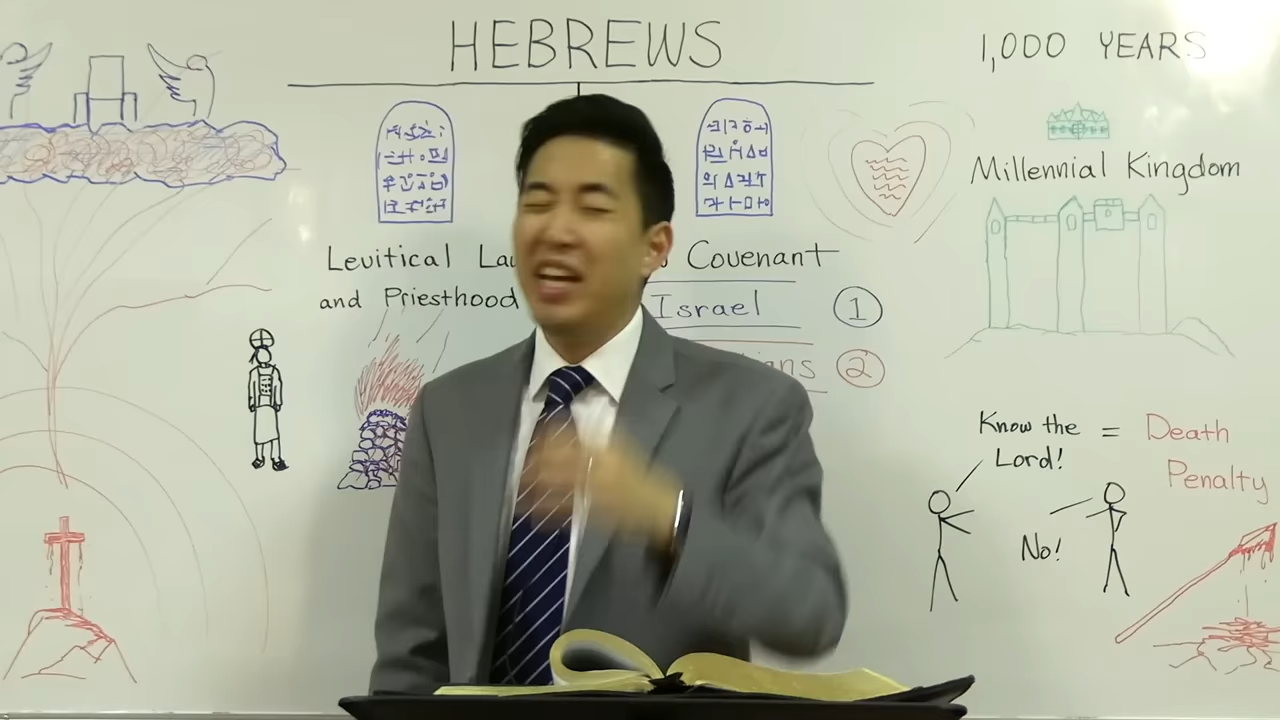 HEBREWS
1,000 YEARS
Millennial Kingdom
Levitical
and Priesthood
Covenant
Israel 1
2
Know the
Lord!
= Death
Penalty
No!